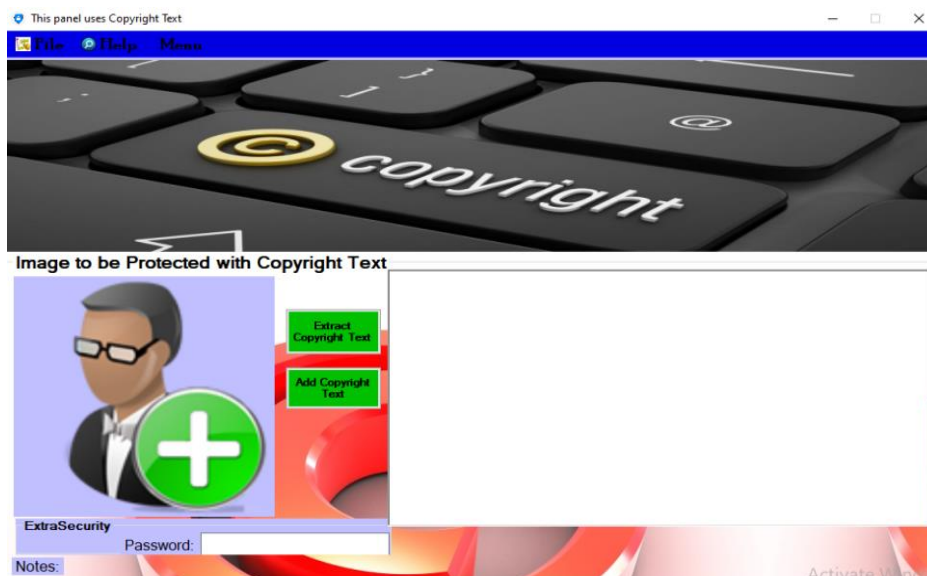 This panel uses Copyright Text
File Help Menu
} ]
@
© copyright
Image to be Protected with Copyright Text
Extract
Copyright Text
Add Copyright
Text
ExtraSecurity
Password:
Notes:
Activate